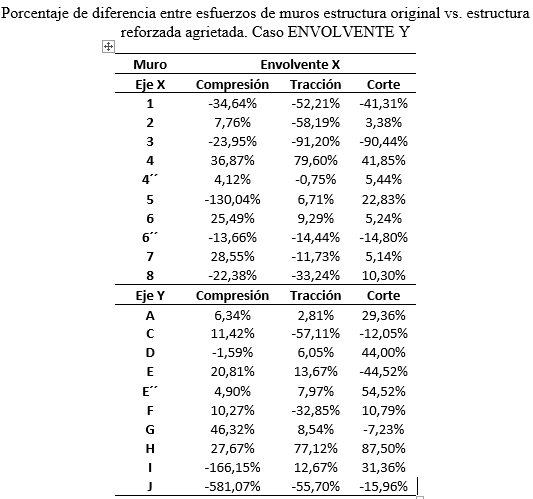 Porcentaje de diferencia entre esfuerzos de muros estructura original vs. estructura
reforzada agrietada. Caso ENVOLVENTE Y
Muro Envolvente X
Eje X Compresión Tracción Corte
1 -34,64% -52,21% -41,31%
2 7,76% -58,19% 3,38%
3 -23,95% -91,20% -90,44%
4 36,87% 79,60% 41,85%
4´´ 4,12% -0,75% 5,44%
5 -130,04% 6,71% 22,83%
6 25,49% 9,29% 5,24%
6´´ -13,66% -14,44% -14,80%
7 28,55% -11,73% 5,14%
8 -22,38% -33,24% 10,30%
Eje Y Compresión Tracción Corte
A 6,34% 2,81% 29,36%
C 11,42% -57,11% -12,05%
D -1,59% 6,05% 44,00%
E 20,81% 13,67% -44,52%
E´´ 4,90% 7,97% 54,52%
F 10,27% -32,85% 10,79%
G 46,32% 8,54% -7,23%
H 27,67% 77,12% 87,50%
I -166,15% 12,67% 31,36%
J -581,07% -55,70% -15,96%